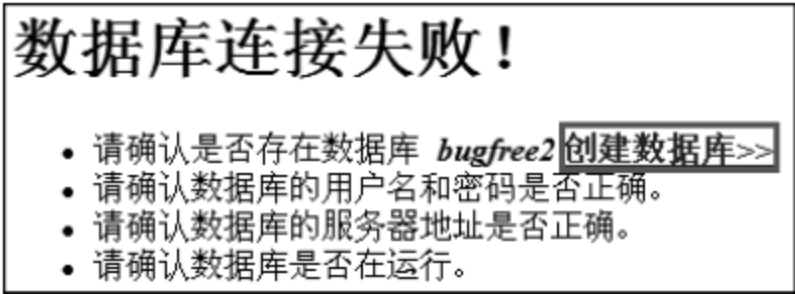 数据库连接失败！
• 请确认是否存在数据库 bugfree2 创建数据库>>
• 请确认数据库的用户名和密码是否正确。
• 请确认数据库的服务器地址是否正确。
• 请确认数据库是否在运行。